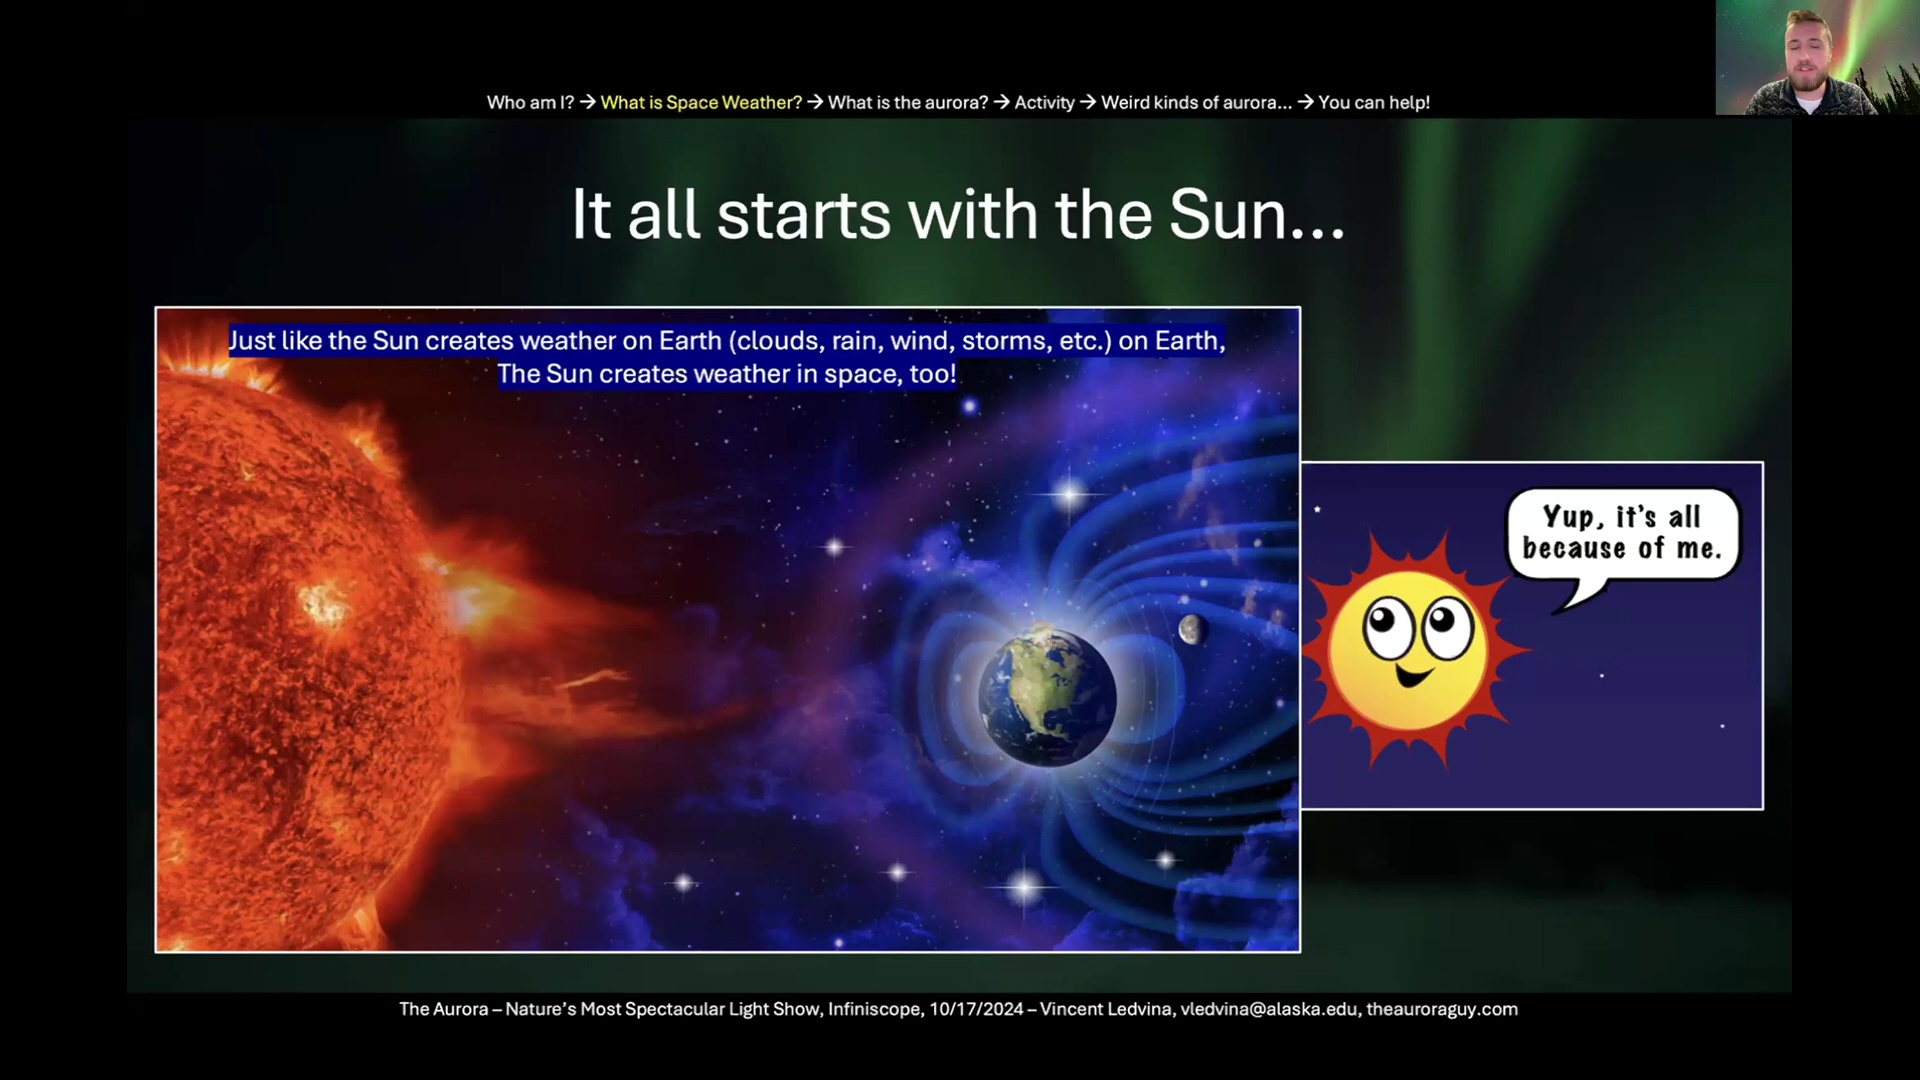 Who am I? → What is Space Weather? → What is the aurora? → Activity → Weird kinds of aurora... → You can help!
It all starts with the Sun...
Just like the Sun creates weather on Earth (clouds, rain, wind, storms, etc.) on Earth,
The Sun creates weather in space, too!
Yup, it's all
because of me.
The Aurora – Nature's Most Spectacular Light Show, Infiniscope, 10/17/2024 – Vincent Ledvina, vledvina@alaska.edu, theauroraguy.com